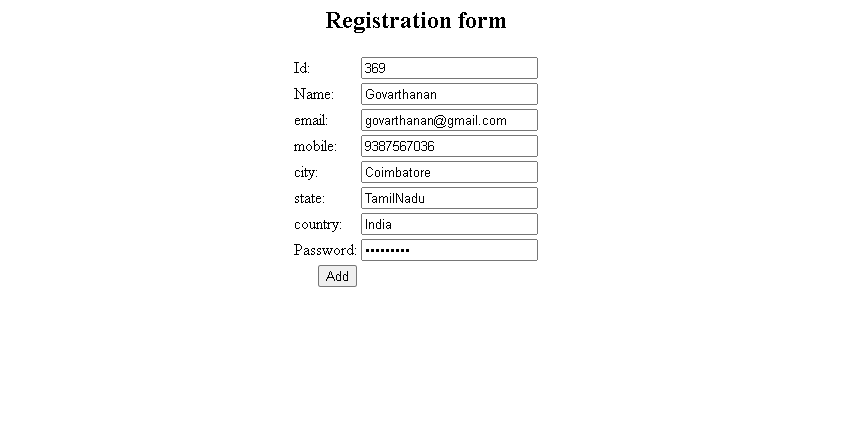 Registration form
Id: 369
Name: Govarthanan
email: govarthanan@gmail.com
mobile: 9387567036
city: Coimbatore
state: TamilNadu
country: India
Password: •••••••••
Add